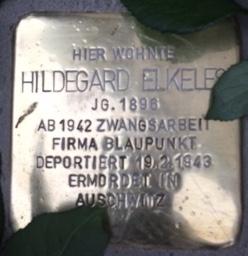 HIER WOHNTE
HILDEGARD ELKELES
JG. 1896
AB 1942 ZWANGSARBEIT
FIRMA BLAUPUNKT
DEPORTIERT 19.2.1943
ERMORDET IN
AUSCHWITZ